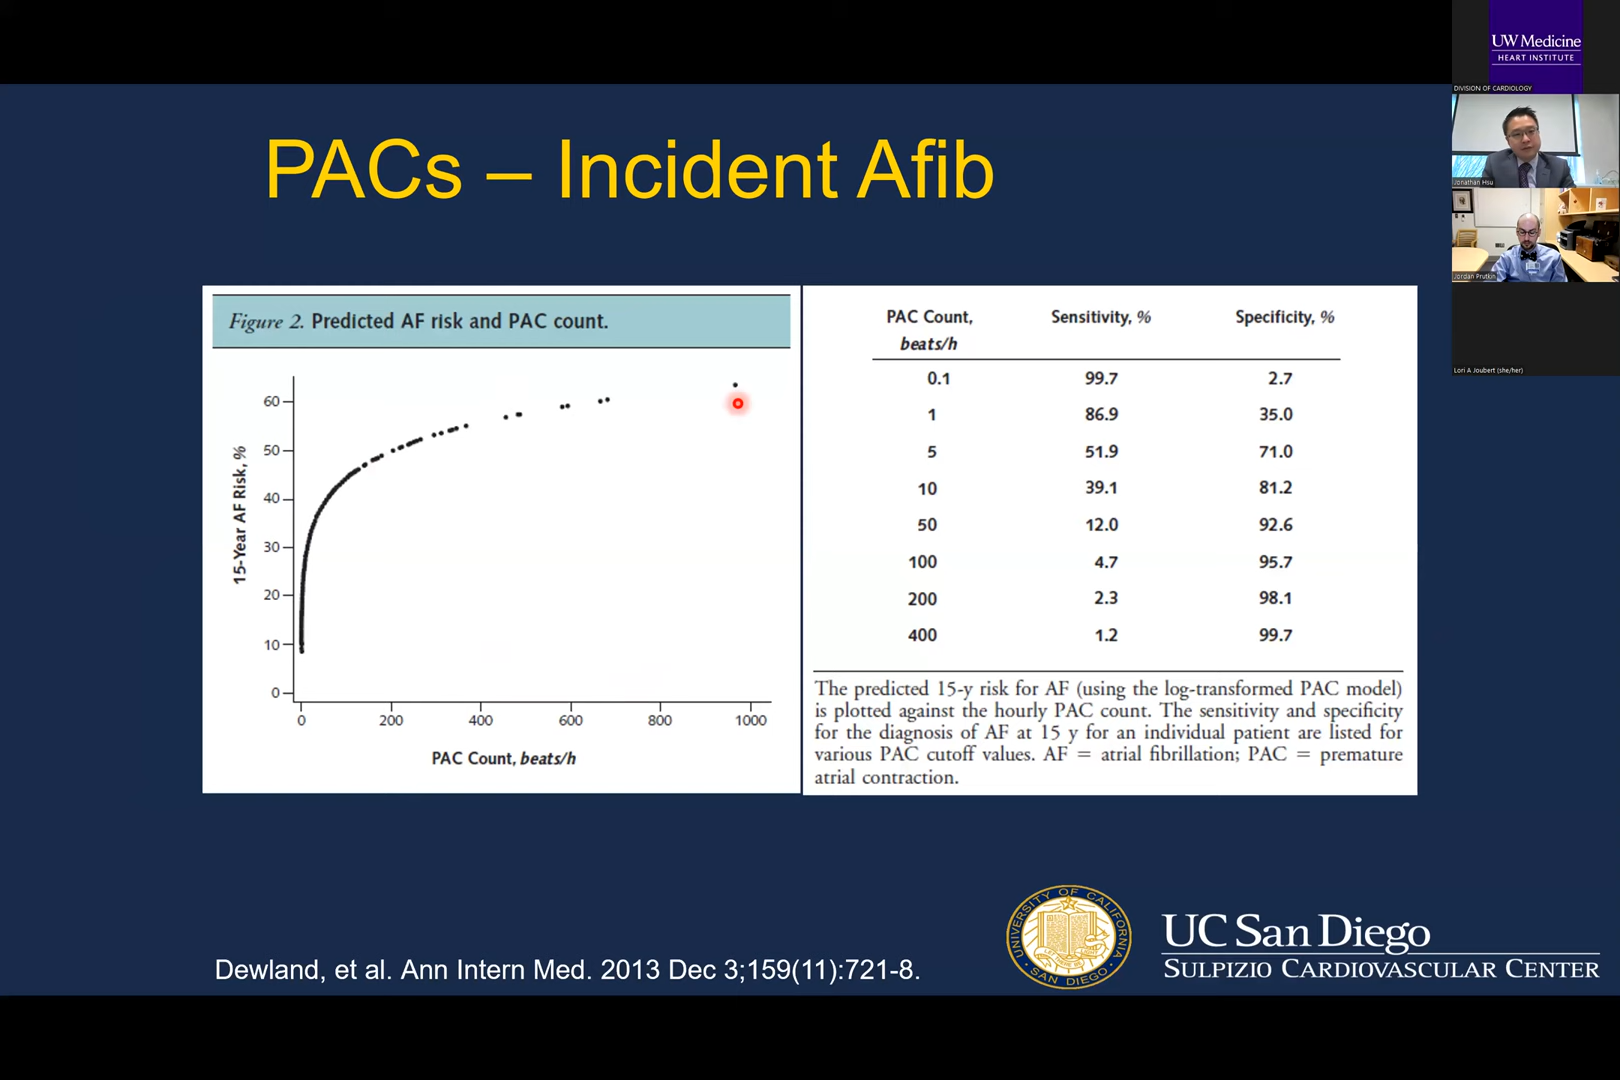 UW Medicine
HEART INSTITUTE
DIVISION OF CARDIOLOGY
Jonathan Hsu
Jordan Prutkin
Lori A Joubert (she/her)
PACs – Incident Afib
Figure 2. Predicted AF risk and PAC count.
15-Year AF Risk, %
60
50
40
30
20
10
0
0 200 400 600 800 1000
PAC Count, beats/h
PAC Count, beats/h Sensitivity, % Specificity, %
0.1 99.7 2.7
1 86.9 35.0
5 51.9 71.0
10 39.1 81.2
50 12.0 92.6
100 4.7 95.7
200 2.3 98.1
400 1.2 99.7
The predicted 15-y risk for AF (using the log-transformed PAC model)
is plotted against the hourly PAC count. The sensitivity and specificity
for the diagnosis of AF at 15 y for an individual patient are listed for
various PAC cutoff values. AF = atrial fibrillation; PAC = premature
atrial contraction.
Dewland, et al. Ann Intern Med. 2013 Dec 3;159(11):721-8.
UNIVERSITY OF CALIFORNIA
SAN DIEGO
UC San Diego
SULPIZIO CARDIOVASCULAR CENTER